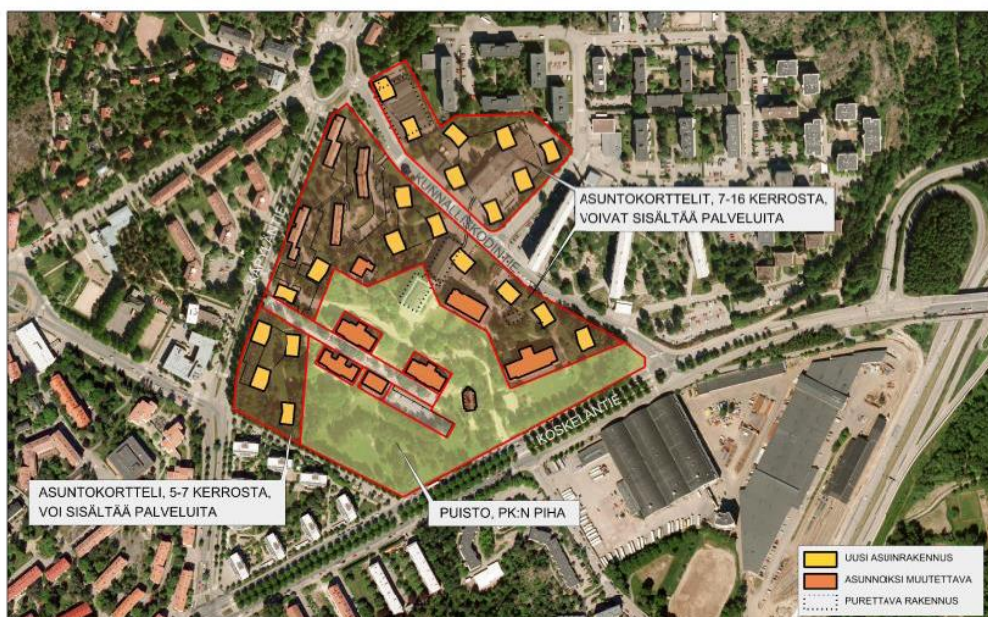 KUNNALLISKODINTIE
ASUNTOKORTTELIT, 7-16 KERROSTA,
VOIVAT SISÄLTÄÄ PALVELUITA
KÄPYLÄNTIE
KOSKELANTIE
ASUNTOKORTTELI, 5-7 KERROSTA,
VOI SISÄLTÄÄ PALVELUITA
PUISTO, PK:N PIHA
UUSI ASUINRAKENNUS
ASUNNOIKSI MUUTETTAVA
PURETTAVA RAKENNUS